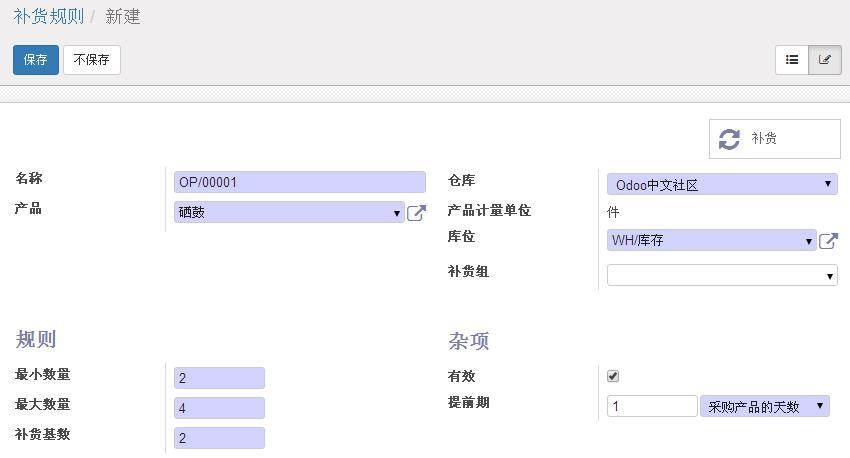 补货规则 / 新建
保存 不保存
补货
名称 OP/00001
产品 硒鼓
仓库 Odoo中文社区
产品计量单位 件
库位 WH/库存
补货组
规则
最小数量 2
最大数量 4
补货基数 2
杂项
有效
提前期 1 采购产品的天数